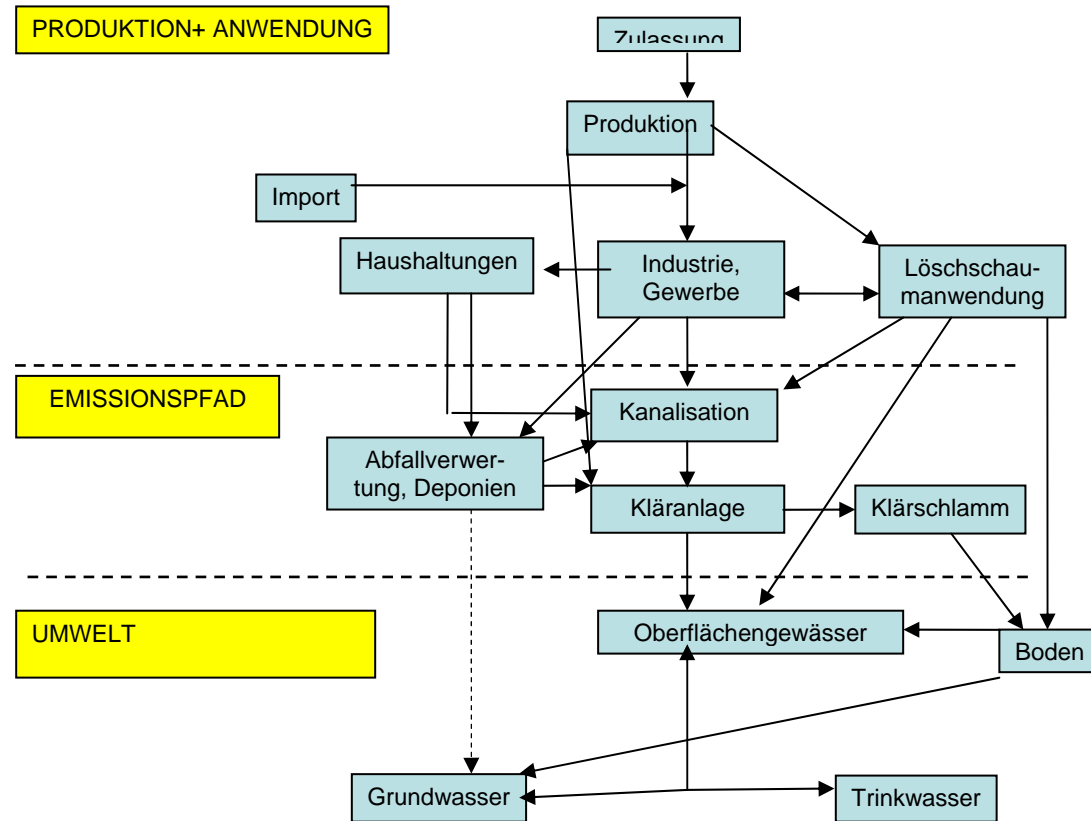 PRODUKTION+ ANWENDUNG
Zulassung
Produktion
Import
Haushaltungen
Industrie,
Gewerbe
Löschschau-
manwendung
EMISSIONSPFAD
Kanalisation
Abfallverwer-
tung, Deponien
Kläranlage
Klärschlamm
UMWELT
Oberflächengewässer
Boden
Grundwasser
Trinkwasser